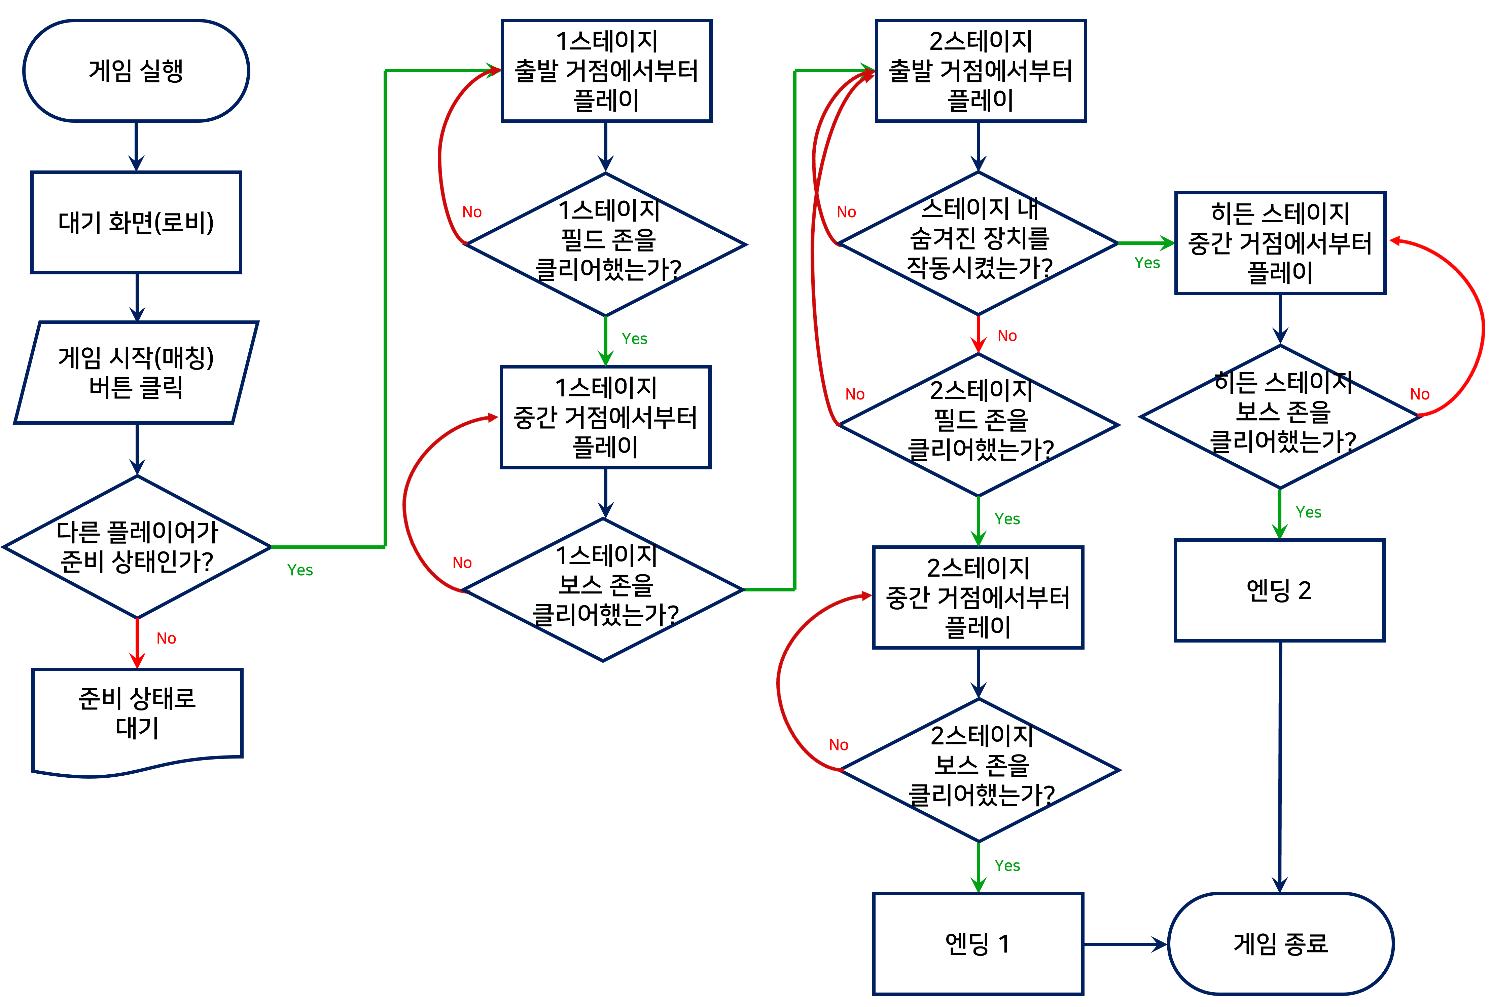 게임 실행
대기 화면(로비)
게임 시작(매칭)
버튼 클릭
다른 플레이어가
준비 상태인가?
Yes
No
준비 상태로
대기
1스테이지
출발 거점에서부터
플레이
No
1스테이지
필드 존을
클리어했는가?
Yes
1스테이지
중간 거점에서부터
플레이
No
1스테이지
보스 존을
클리어했는가?
2스테이지
출발 거점에서부터
플레이
No
스테이지 내
숨겨진 장치를
작동시켰는가?
Yes
No
No
2스테이지
필드 존을
클리어했는가?
Yes
2스테이지
중간 거점에서부터
플레이
No
2스테이지
보스 존을
클리어했는가?
Yes
엔딩 1
히든 스테이지
중간 거점에서부터
플레이
히든 스테이지
보스 존을
클리어했는가?
No
Yes
엔딩 2
게임 종료